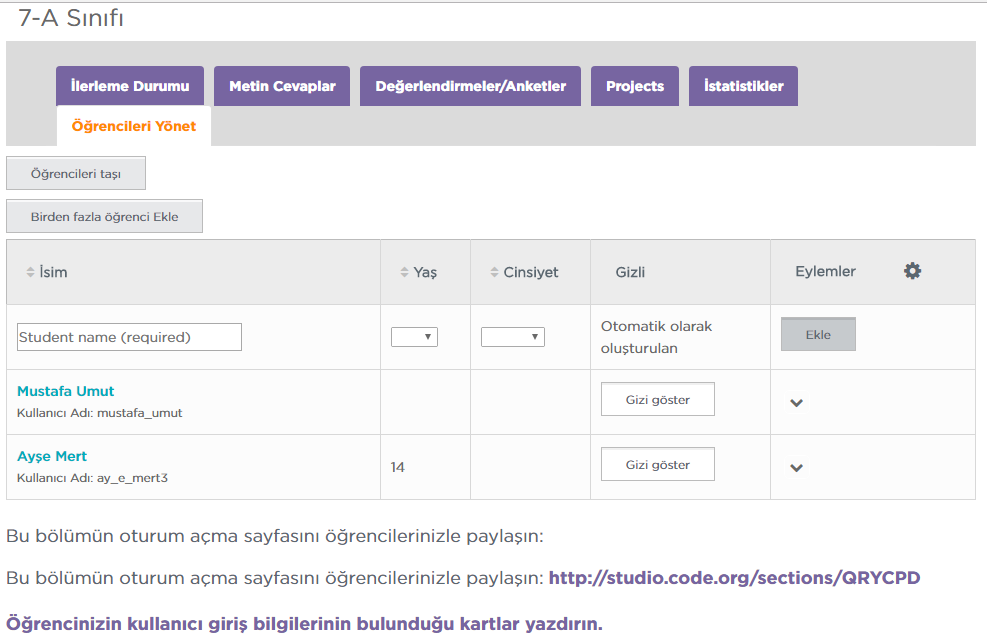 7-A Sınıfı
İlerleme Durumu Metin Cevaplar Değerlendirmeler/Anketler Projects İstatistikler
Öğrencileri Yönet
Öğrencileri taşı
Birden fazla öğrenci Ekle
İsim Yaş Cinsiyet Gizli Eylemler
Student name (required) Otomatik olarak oluşturulan Ekle
Mustafa Umut
Kullanıcı Adı: mustafa_umut Gizi göster
Ayşe Mert
Kullanıcı Adı: ay_e_mert3 14 Gizi göster
Bu bölümün oturum açma sayfasını öğrencilerinizle paylaşın:
Bu bölümün oturum açma sayfasını öğrencilerinizle paylaşın: http://studio.code.org/sections/QRYCPD
Öğrencinizin kullanıcı giriş bilgilerinin bulunduğu kartlar yazdırın.